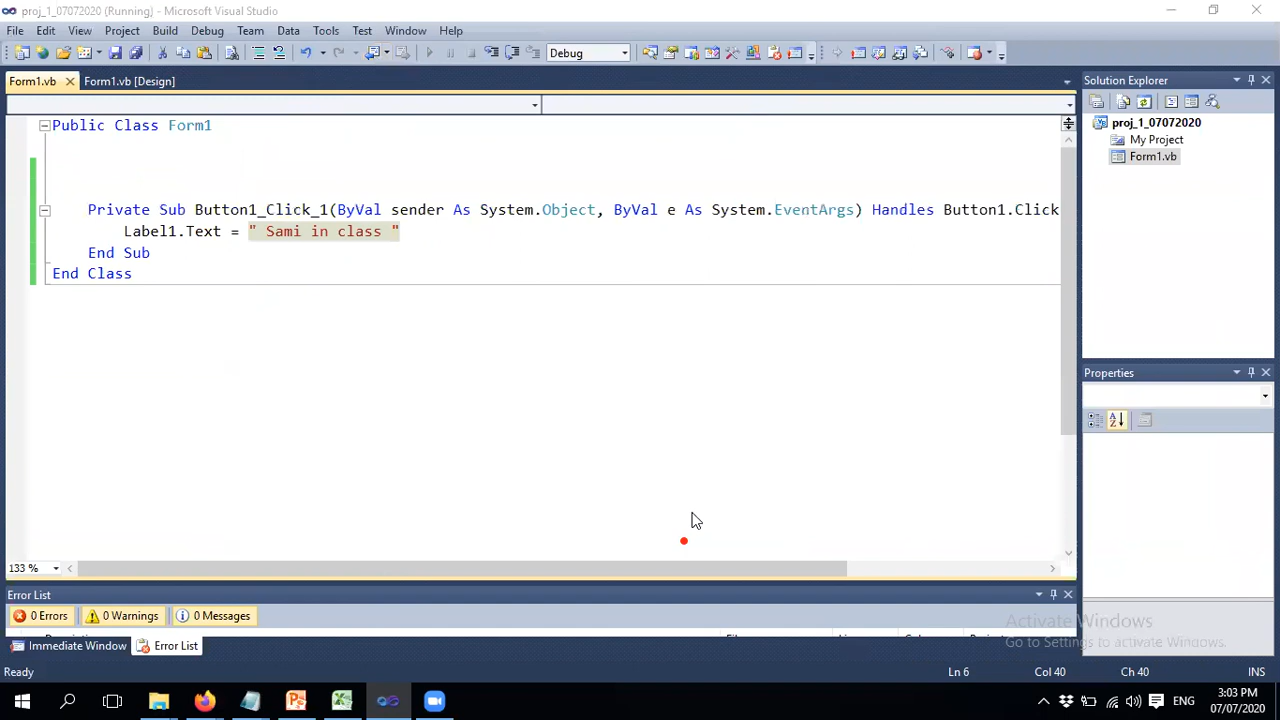 proj_1_07072020 (Running) - Microsoft Visual Studio
File Edit View Project Build Debug Team Data Tools Test Window Help
Debug
Form1.vb Form1.vb [Design]
Public Class Form1
Private Sub Button1_Click_1(ByVal sender As System.Object, ByVal e As System.EventArgs) Handles Button1.Click
Label1.Text = " Sami in class "
End Sub
End Class
133 %
Solution Explorer
proj_1_07072020
My Project
Form1.vb
Properties
Error List
0 Errors 0 Warnings 0 Messages
Immediate Window Error List
Activate Windows
Go to Settings to activate Windows.
Ready Ln 6 Col 40 Ch 40 INS
ENG
3:03 PM
07/07/2020